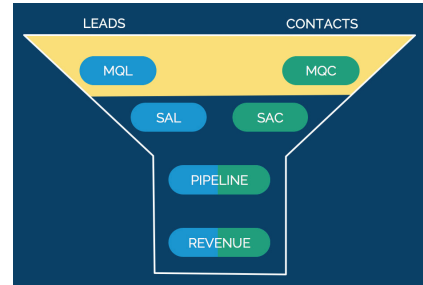 LEADS CONTACTS
MQL MQC
SAL SAC
PIPELINE
REVENUE